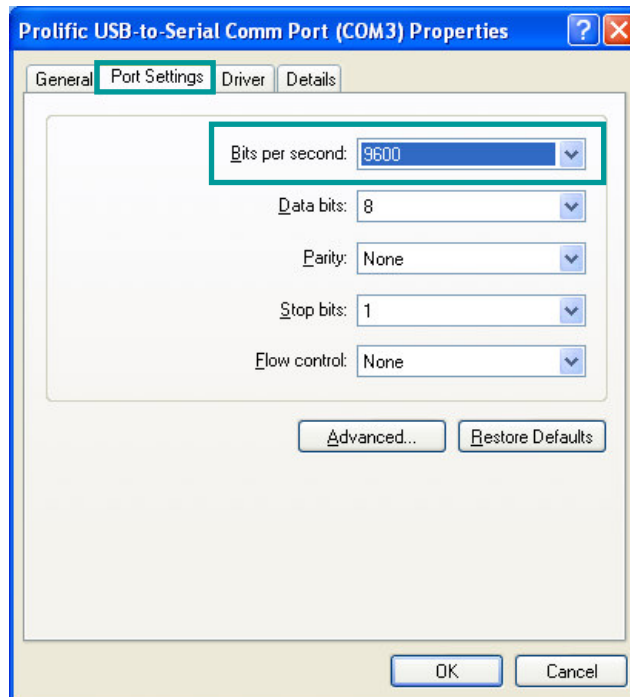 Prolific USB-to-Serial Comm Port (COM3) Properties
General Port Settings Driver Details
Bits per second: 9600
Data bits: 8
Parity: None
Stop bits: 1
Flow control: None
Advanced... Restore Defaults
OK Cancel